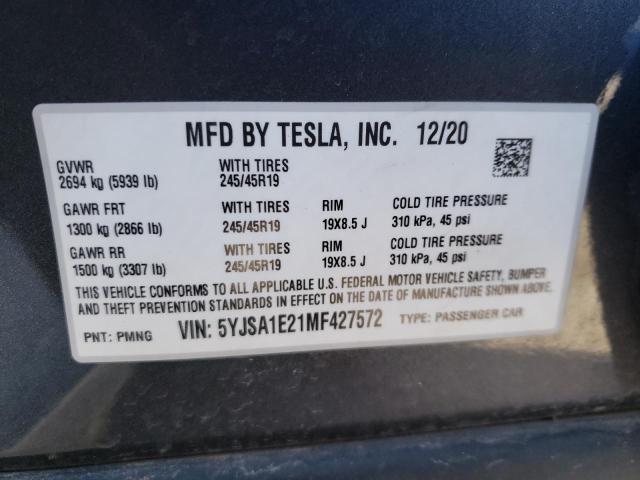 MFD BY TESLA, INC. 12/20
GVWR WITH TIRES
2694 kg (5939 lb) 245/45R19
GAWR FRT WITH TIRES RIM COLD TIRE PRESSURE
1300 kg (2866 lb) 245/45R19 19X8.5 J 310 kPa, 45 psi
GAWR RR WITH TIRES RIM COLD TIRE PRESSURE
1500 kg (3307 lb) 245/45R19 19X8.5 J 310 kPa, 45 psi
THIS VEHICLE CONFORMS TO ALL APPLICABLE U.S. FEDERAL MOTOR VEHICLE SAFETY, BUMPER
AND THEFT PREVENTION STANDARDS IN EFFECT ON THE DATE OF MANUFACTURE SHOWN ABOVE.
PNT: PMNG VIN: 5YJSA1E21MF427572 TYPE: PASSENGER CAR